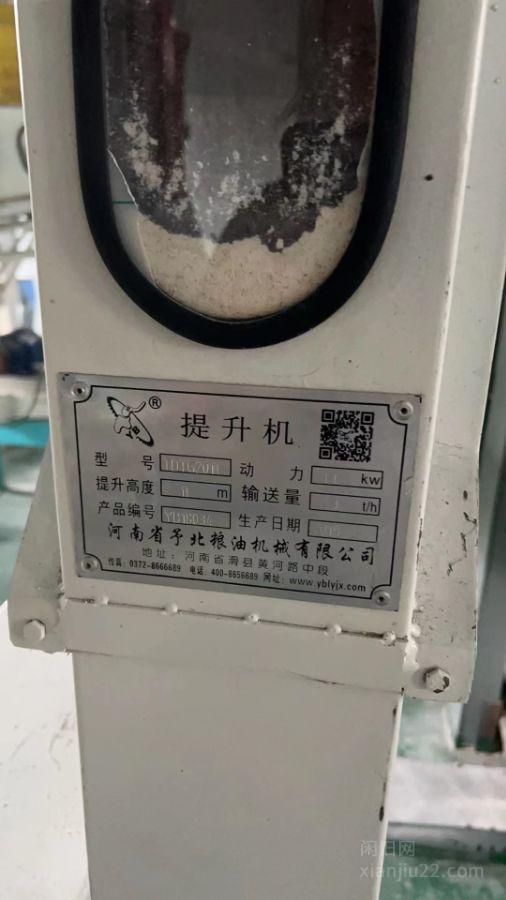 ®
提升机
型 号 动 力 kw
提升高度 m 输送量 t/h
产品编号 生产日期
河南省予北粮油机械有限公司
地址：河南省滑县黄河路中段
传真：0372-8666689 电话：400-8656689 网址：www.yblyjx.com
闲旧网
xianjiu22.com